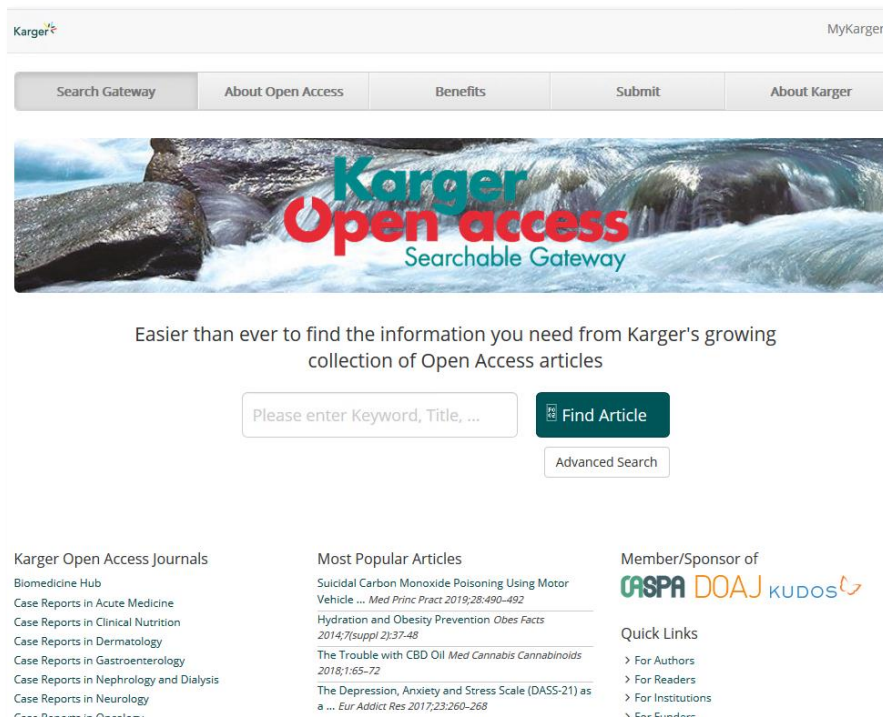 Karger
MyKarger
Search Gateway
About Open Access
Benefits
Submit
About Karger
Karger
Open access
Searchable Gateway
Easier than ever to find the information you need from Karger's growing
collection of Open Access articles
Please enter Keyword, Title, ...
Find Article
Advanced Search
Karger Open Access Journals
Biomedicine Hub
Case Reports in Acute Medicine
Case Reports in Clinical Nutrition
Case Reports in Dermatology
Case Reports in Gastroenterology
Case Reports in Nephrology and Dialysis
Case Reports in Neurology
Case Reports in Oncology
Most Popular Articles
Suicidal Carbon Monoxide Poisoning Using Motor
Vehicle ... Med Princ Pract 2019;28:490–492
Hydration and Obesity Prevention Obes Facts
2014;7(suppl 2):37-48
The Trouble with CBD Oil Med Cannabis Cannabinoids
2018;1:65–72
The Depression, Anxiety and Stress Scale (DASS-21) as
a ... Eur Addict Res 2017;23:260–268
Member/Sponsor of
OASPA DOAJ KUDOS
Quick Links
> For Authors
> For Readers
> For Institutions
> For Funders